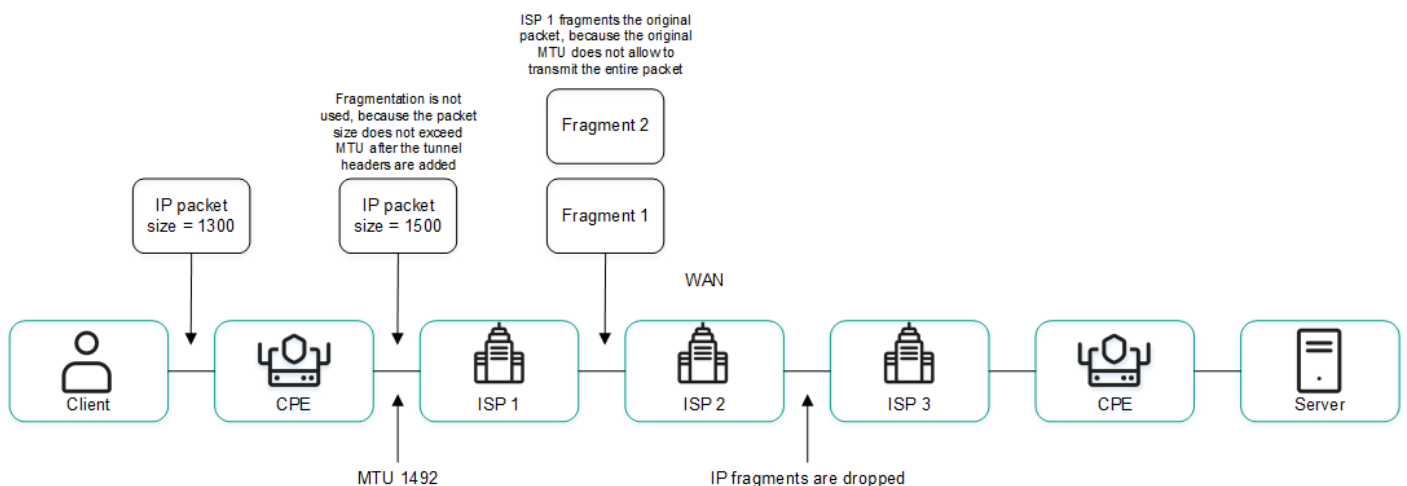 ISP 1 fragments the original
packet, because the original
MTU does not allow to
transmit the entire packet
Fragmentation is not
used, because the packet
size does not exceed
MTU after the tunnel
headers are added
Fragment 2
IP packet
size = 1300
IP packet
size = 1500
Fragment 1
WAN
Client
CPE
ISP 1
ISP 2
ISP 3
CPE
Server
MTU 1492
IP fragments are dropped